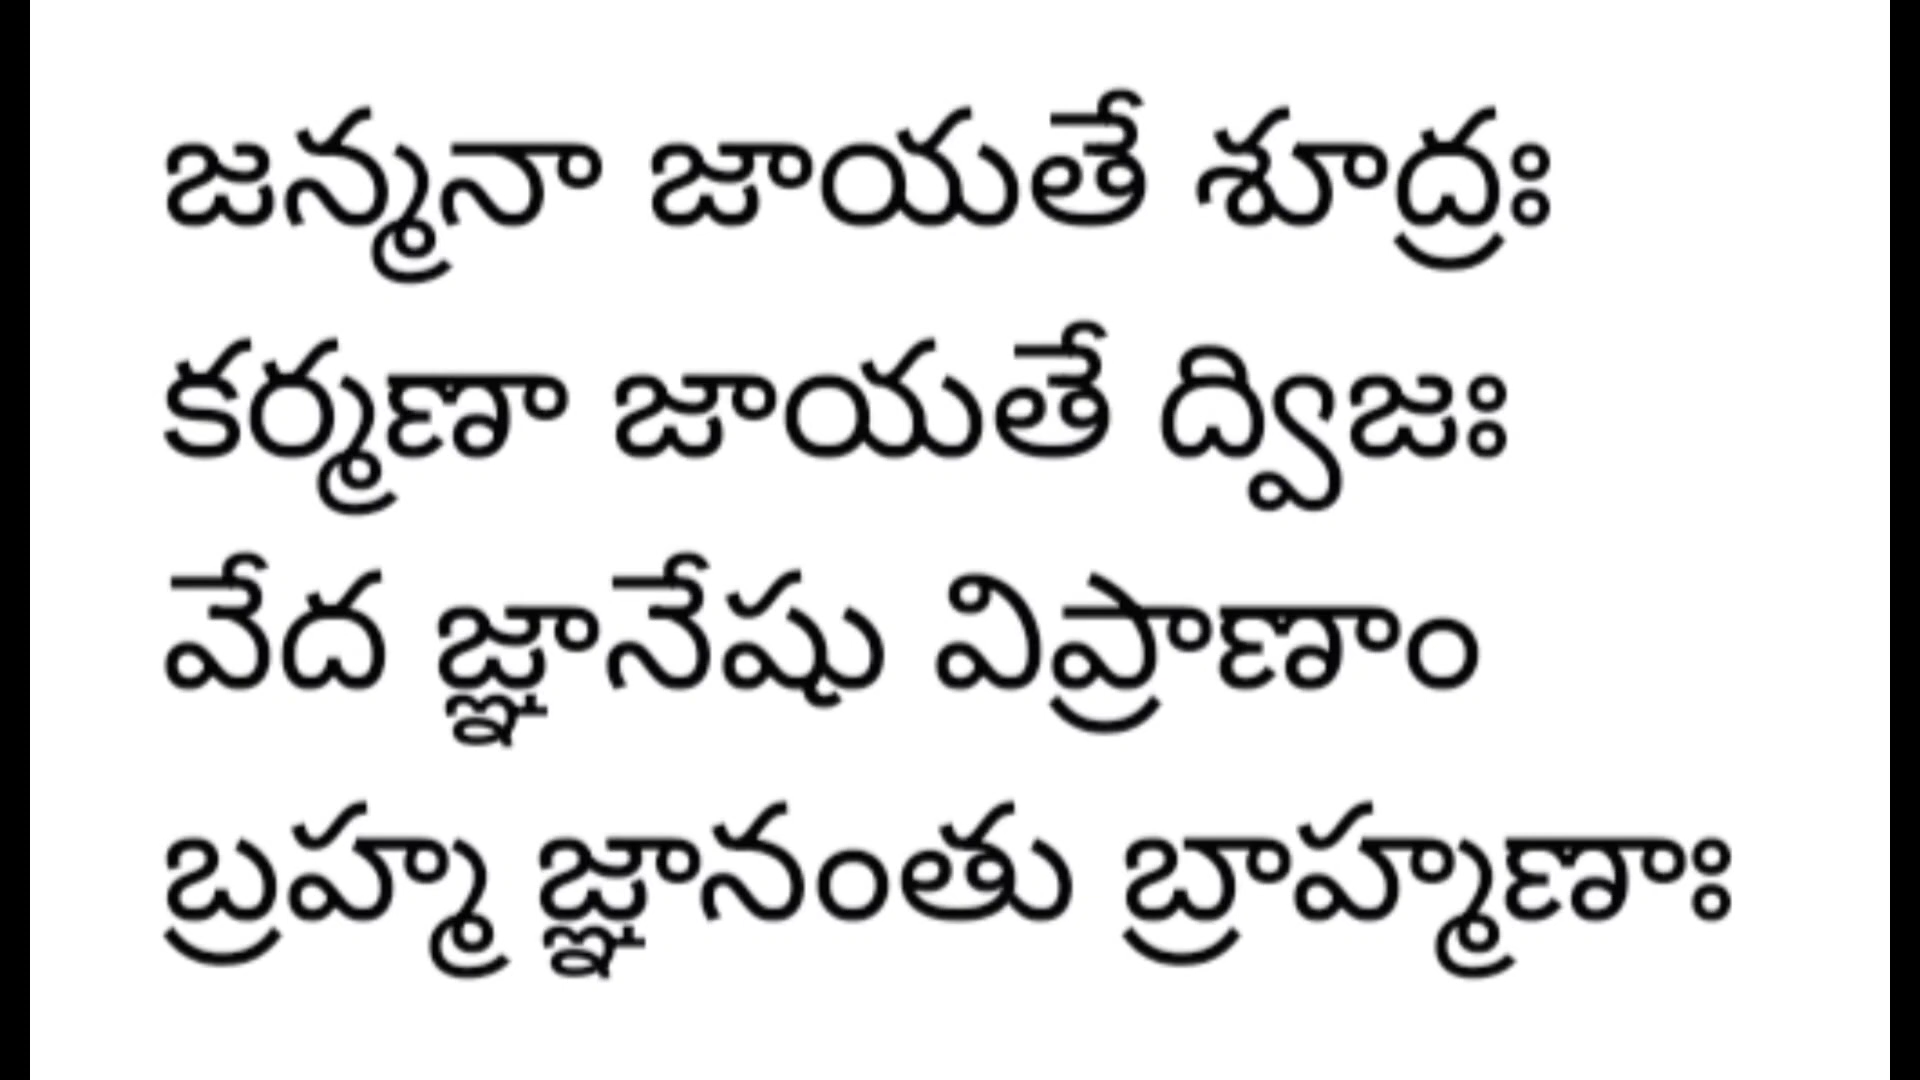 జన్మనా జాయతే శూద్రః
కర్మణా జాయతే ద్విజః
వేద జ్ఞానేషు విప్రాణాం
బ్రహ్మ జ్ఞానంతు బ్రాహ్మణాః